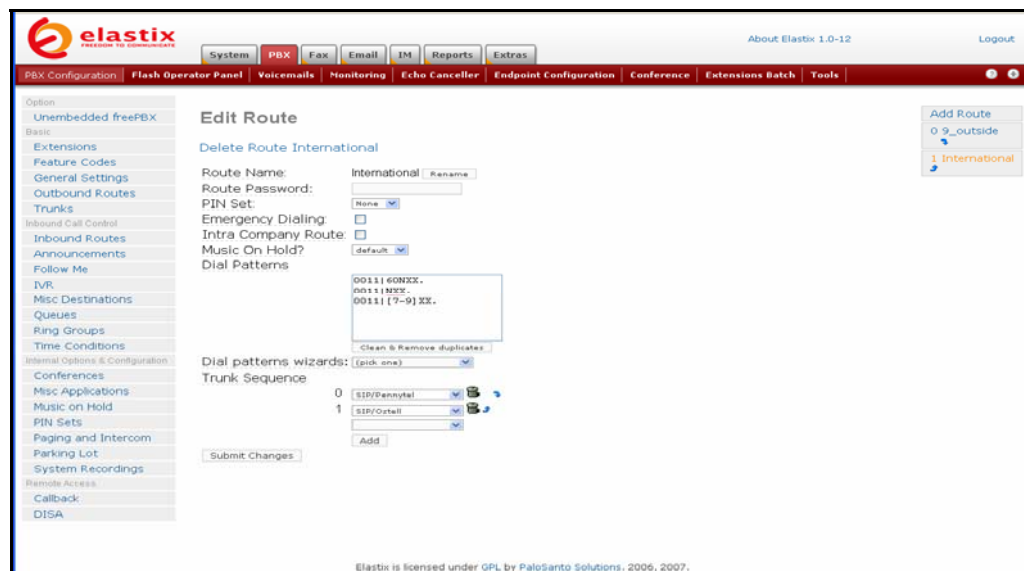 elastix
FREEDOM TO COMMUNICATE
About Elastix 1.0-12
Logout
System PBX Fax Email IM Reports Extras
PBX Configuration Flash Operator Panel Voicemails Monitoring Echo Canceller Endpoint Configuration Conference Extensions Batch Tools
Option
Unembedded freePBX
Basic
Extensions
Feature Codes
General Settings
Outbound Routes
Trunks
Inbound Call Control
Inbound Routes
Announcements
Follow Me
IVR
Misc Destinations
Queues
Ring Groups
Time Conditions
Internal Options & Configuration
Conferences
Misc Applications
Music on Hold
PIN Sets
Paging and Intercom
Parking Lot
System Recordings
Remote Access
Callback
DISA
Edit Route
Delete Route International
Route Name: International Rename
Route Password:
PIN Set: None
Emergency Dialing:
Intra Company Route:
Music On Hold? default
Dial Patterns
0011|60NXX.
0011|NXX.
0011|[7-9]XX.
Clean & Remove duplicates
Dial patterns wizards: (pick one)
Trunk Sequence
0 SIP/Pennytel
1 SIP/Oztell
Add
Submit Changes
Add Route
0 9_outside
1 International
Elastix is licensed under GPL by PaloSanto Solutions. 2006, 2007.